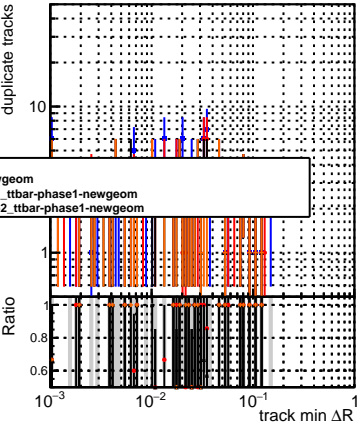 duplicate tracks
10
wgeom
_ttbar-phase1-newgeom
2_ttbar-phase1-newgeom
1
Ratio
1
0.8
0.6
10⁻³ 10⁻² 10⁻¹ 1
track min ΔR